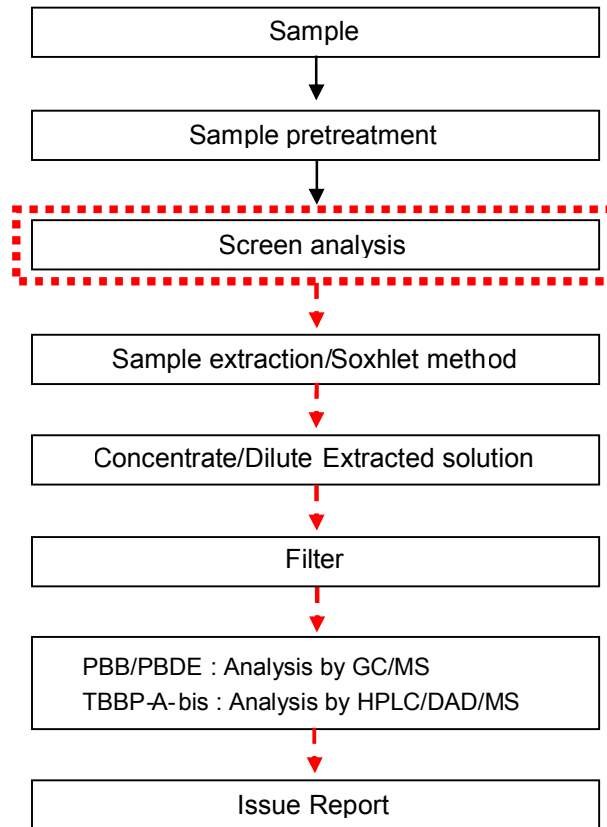 Sample
Sample pretreatment
Screen analysis
Sample extraction/Soxhlet method
Concentrate/Dilute Extracted solution
Filter
PBB/PBDE : Analysis by GC/MS
TBBP-A-bis : Analysis by HPLC/DAD/MS
Issue Report